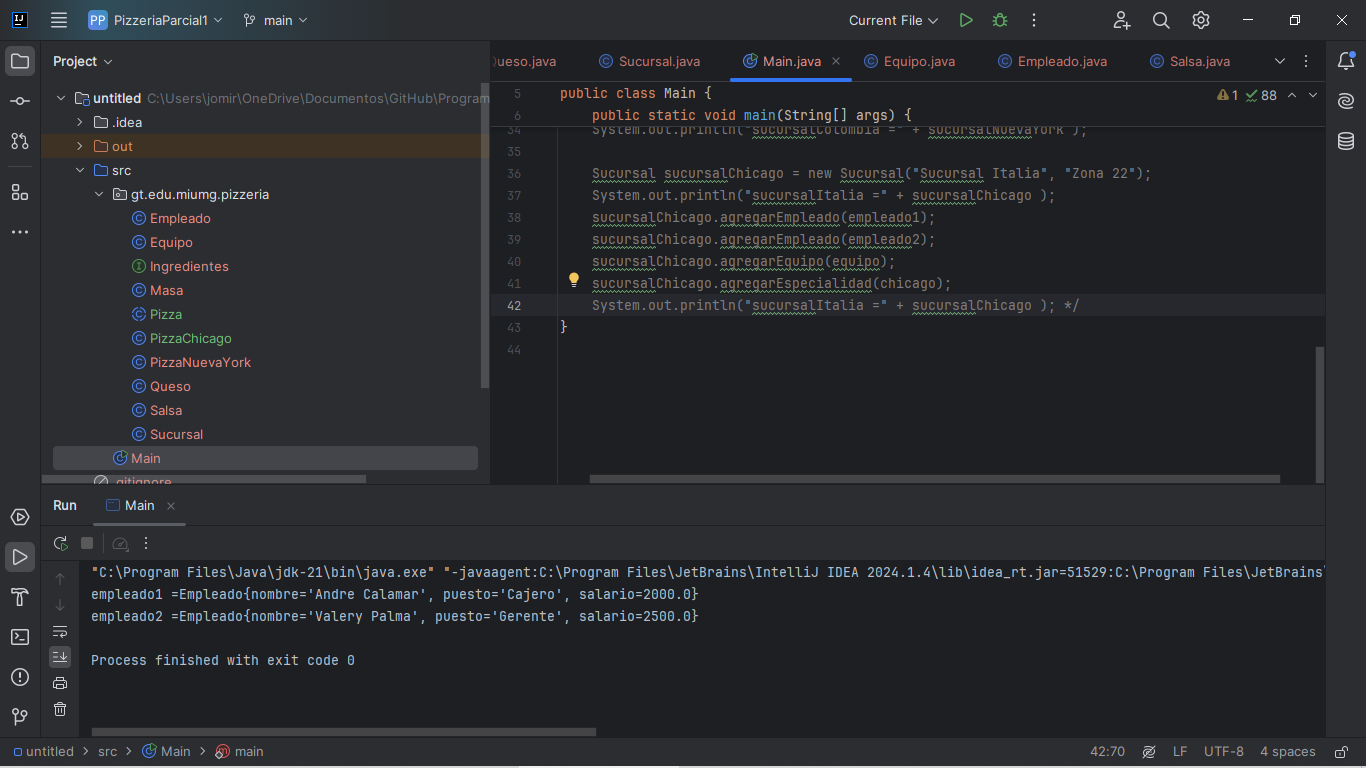 PP PizzeriaParcial1 main Current File
Project
ueso.java Sucursal.java Main.java Equipo.java Empleado.java Salsa.java
untitled C:\Users\jomir\OneDrive\Documentos\GitHub\Program
.idea
out
src
gt.edu.miumg.pizzeria
Empleado
Equipo
Ingredientes
Masa
Pizza
PizzaChicago
PizzaNuevaYork
Queso
Salsa
Sucursal
Main
.gitignore
1 88
5 public class Main {
6 public static void main(String[] args) {
34 System.out.println("sucursalColombia =" + sucursalNuevaYork );
35
36 Sucursal sucursalChicago = new Sucursal("Sucursal Italia", "Zona 22");
37 System.out.println("sucursalItalia =" + sucursalChicago );
38 sucursalChicago.agregarEmpleado(empleado1);
39 sucursalChicago.agregarEmpleado(empleado2);
40 sucursalChicago.agregarEquipo(equipo);
41 sucursalChicago.agregarEspecialidad(chicago);
42 System.out.println("sucursalItalia =" + sucursalChicago ); */
43 }
44
Run Main
"C:\Program Files\Java\jdk-21\bin\java.exe" "-javaagent:C:\Program Files\JetBrains\IntelliJ IDEA 2024.1.4\lib\idea_rt.jar=51529:C:\Program Files\JetBrains\
empleado1 =Empleado{nombre='Andre Calamar', puesto='Cajero', salario=2000.0}
empleado2 =Empleado{nombre='Valery Palma', puesto='Gerente', salario=2500.0}
Process finished with exit code 0
untitled > src > Main > main 42:70 LF UTF-8 4 spaces